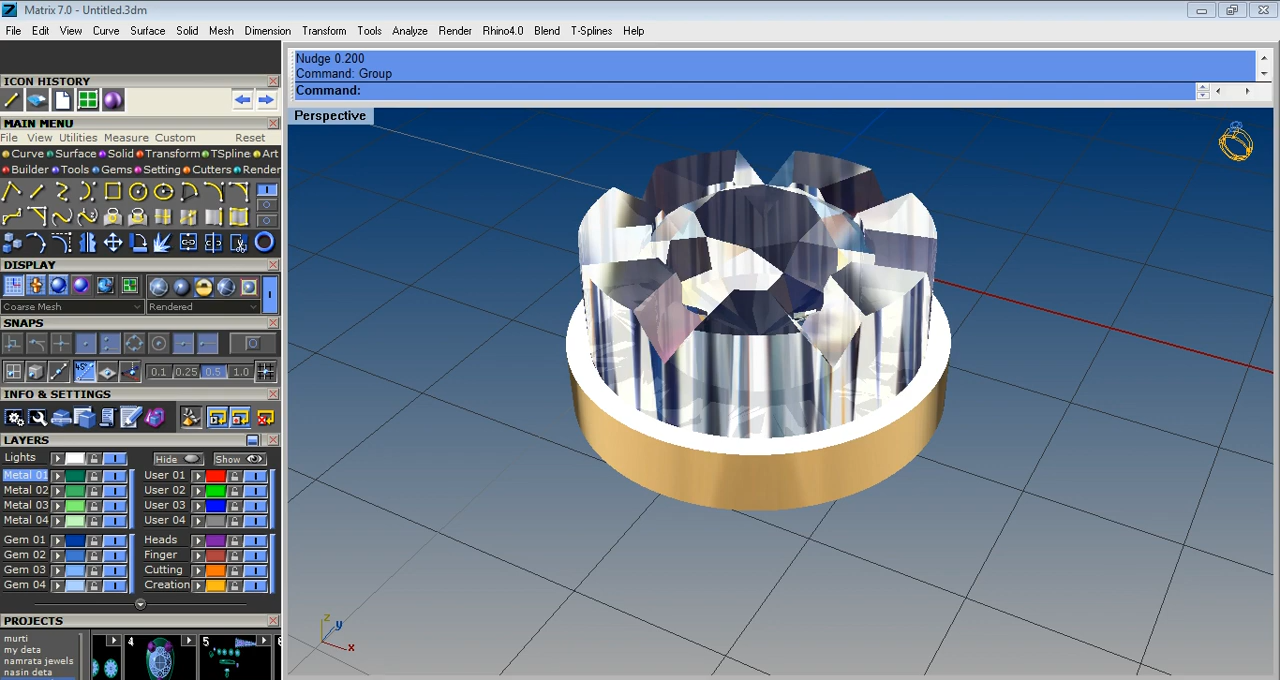 Matrix 7.0 - Untitled.3dm
File Edit View Curve Surface Solid Mesh Dimension Transform Tools Analyze Render Rhino4.0 Blend T-Splines Help
Nudge 0.200
Command: Group
Command:
Perspective
ICON HISTORY
MAIN MENU
File View Utilities Measure Custom Reset
Curve Surface Solid Transform TSpline Art
Builder Tools Gems Setting Cutters Render
DISPLAY
Coarse Mesh Rendered
SNAPS
45°
0.1 0.25 0.5 1.0
INFO & SETTINGS
LAYERS
Lights Hide Show
Metal 01 User 01
Metal 02 User 02
Metal 03 User 03
Metal 04 User 04
Gem 01 Heads
Gem 02 Finger
Gem 03 Cutting
Gem 04 Creation
PROJECTS
murti
my deta
namrata jewels
nasin deta
4 5
z
y
x